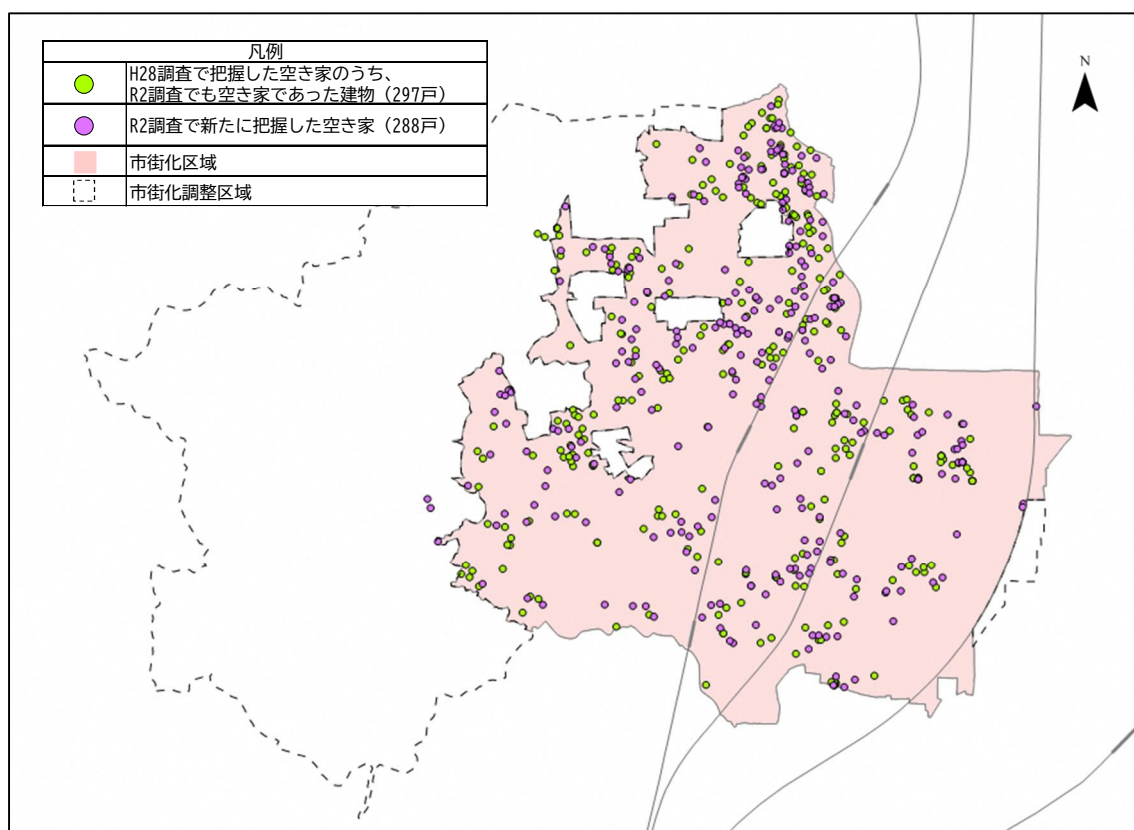 凡例
H28調査で把握した空き家のうち、
R2調査でも空き家であった建物（297戸）
R2調査で新たに把握した空き家（288戸）
市街化区域
市街化調整区域
N